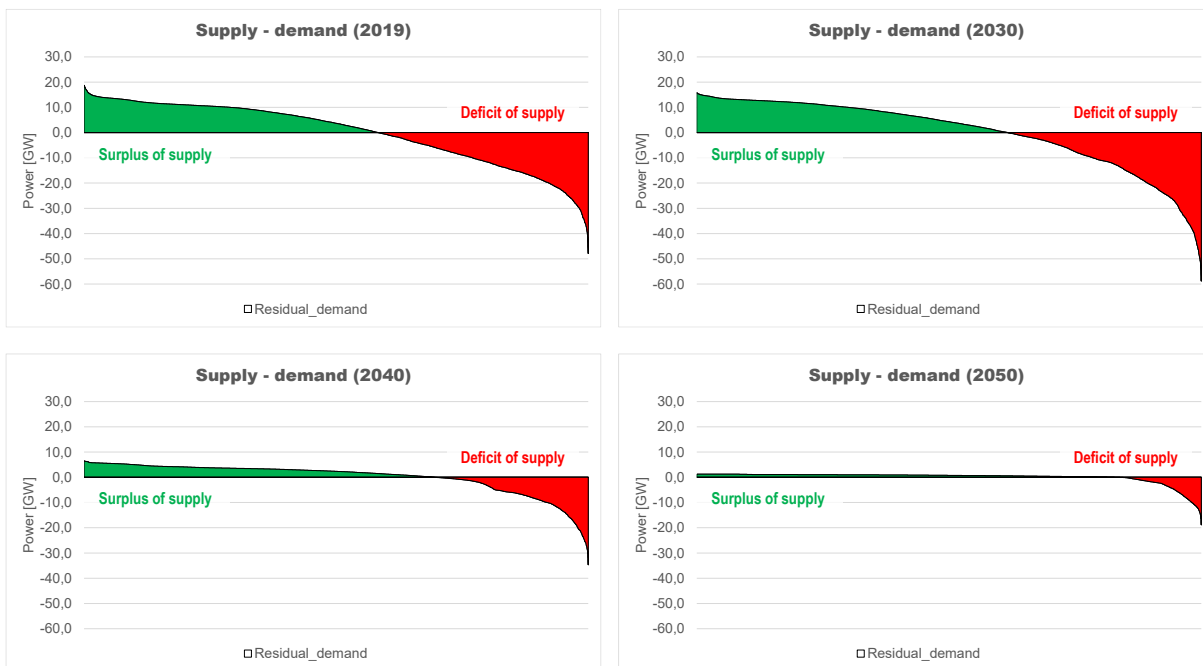 Supply - demand (2019)
30,0
20,0
10,0
0,0
-10,0
-20,0
-30,0
-40,0
-50,0
-60,0
Power [GW]
Deficit of supply
Surplus of supply
Residual_demand
Supply - demand (2030)
30,0
20,0
10,0
0,0
-10,0
-20,0
-30,0
-40,0
-50,0
-60,0
Power [GW]
Deficit of supply
Surplus of supply
Residual_demand
Supply - demand (2040)
30,0
20,0
10,0
0,0
-10,0
-20,0
-30,0
-40,0
-50,0
-60,0
Power [GW]
Deficit of supply
Surplus of supply
Residual_demand
Supply - demand (2050)
30,0
20,0
10,0
0,0
-10,0
-20,0
-30,0
-40,0
-50,0
-60,0
Power [GW]
Deficit of supply
Surplus of supply
Residual_demand